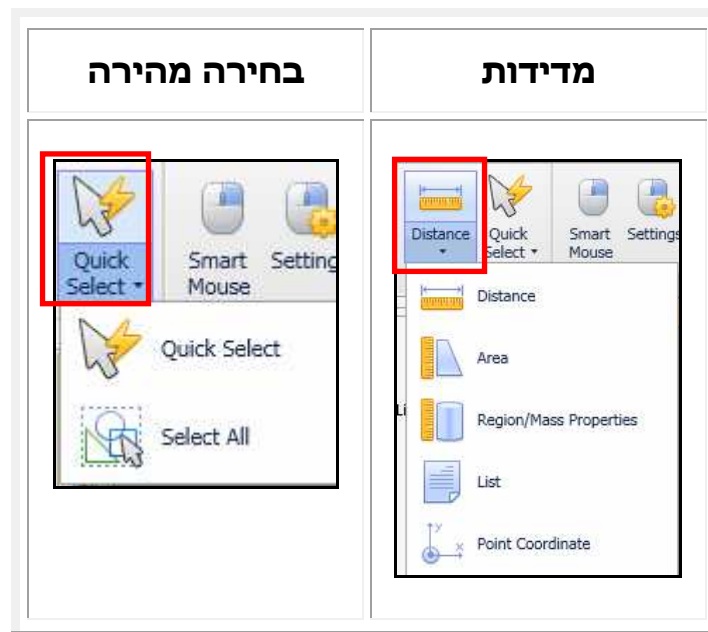 מדידות
בחירה מהירה
Distance
Quick Select
Smart Mouse
Settings
Distance
Area
Region/Mass Properties
List
Point Coordinate
Quick Select
Smart Mouse
Setting
Quick Select
Select All